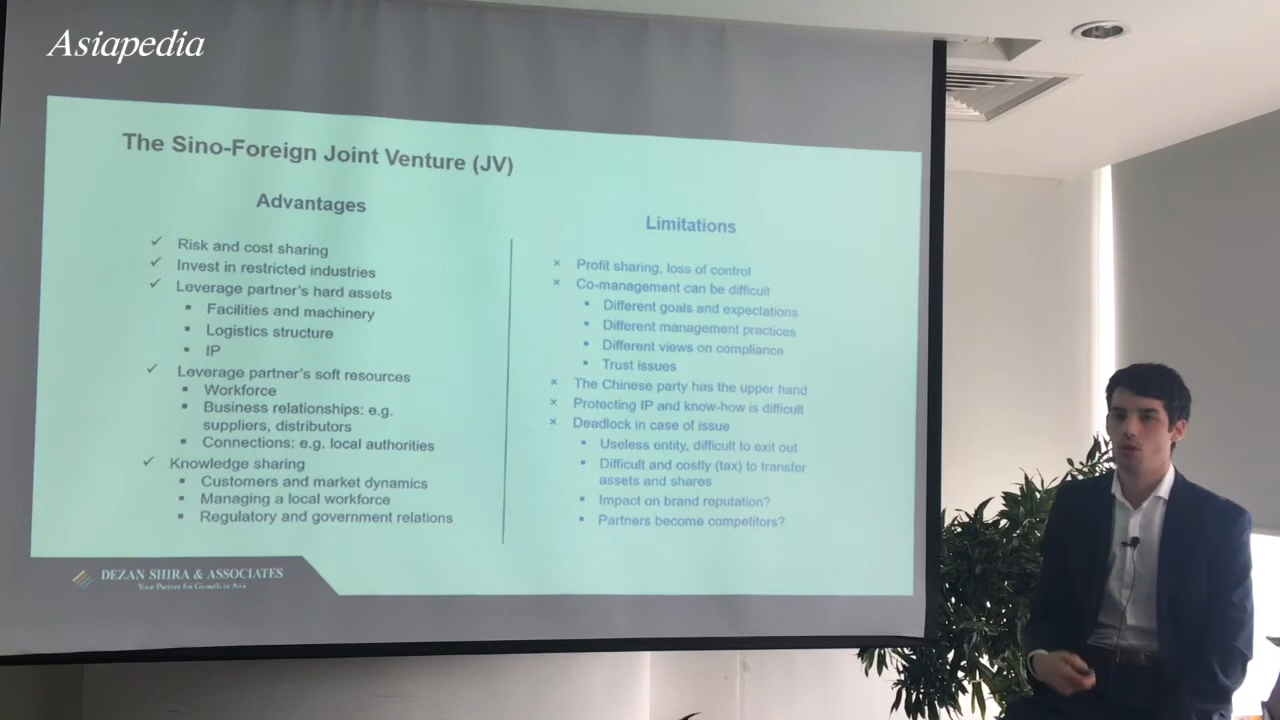 Asiapedia
The Sino-Foreign Joint Venture (JV)
Advantages
✓ Risk and cost sharing
✓ Invest in restricted industries
✓ Leverage partner's hard assets
▪ Facilities and machinery
▪ Logistics structure
▪ IP
✓ Leverage partner's soft resources
▪ Workforce
▪ Business relationships: e.g.
suppliers, distributors
▪ Connections: e.g. local authorities
✓ Knowledge sharing
▪ Customers and market dynamics
▪ Managing a local workforce
▪ Regulatory and government relations
Limitations
× Profit sharing, loss of control
× Co-management can be difficult
▪ Different goals and expectations
▪ Different management practices
▪ Different views on compliance
▪ Trust issues
× The Chinese party has the upper hand
× Protecting IP and know-how is difficult
× Deadlock in case of issue
▪ Useless entity, difficult to exit out
▪ Difficult and costly (tax) to transfer
assets and shares
▪ Impact on brand reputation?
▪ Partners become competitors?
DEZAN SHIRA & ASSOCIATES
Your Partner for Growth in Asia